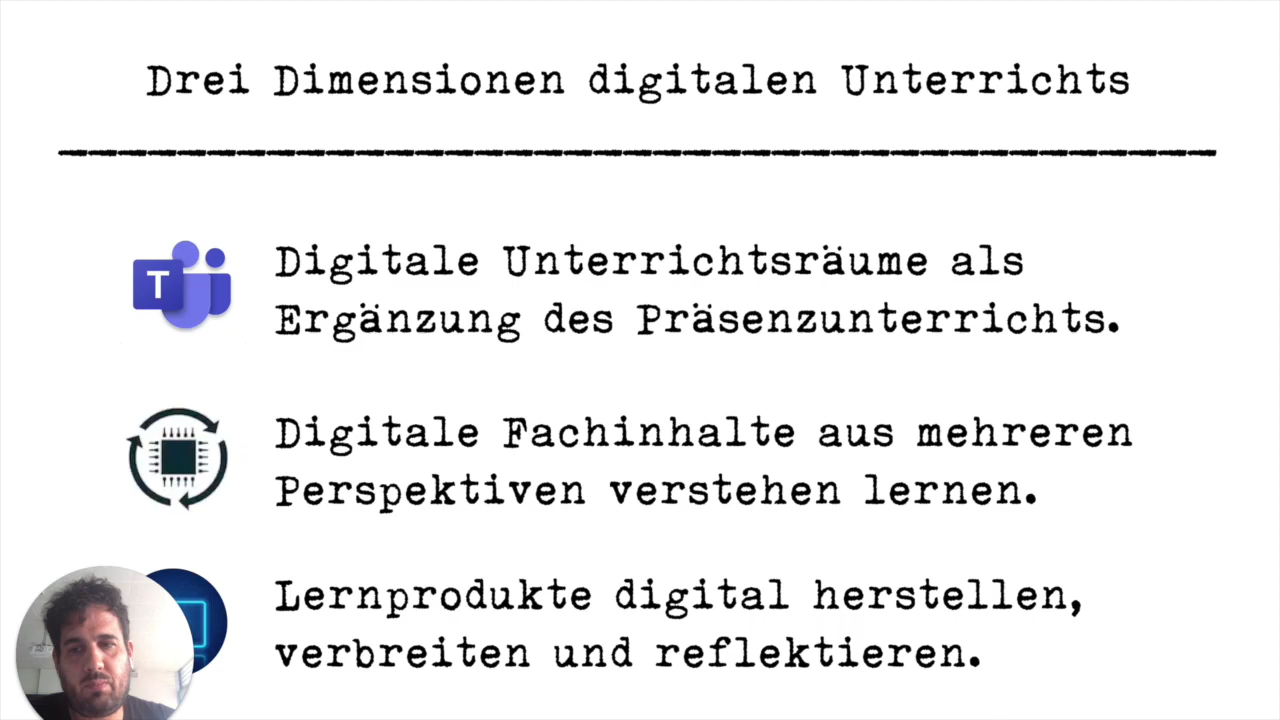 Drei Dimensionen digitalen Unterrichts
T
Digitale Unterrichtsräume als
Ergänzung des Präsenzunterrichts.
Digitale Fachinhalte aus mehreren
Perspektiven verstehen lernen.
Lernprodukte digital herstellen,
verbreiten und reflektieren.